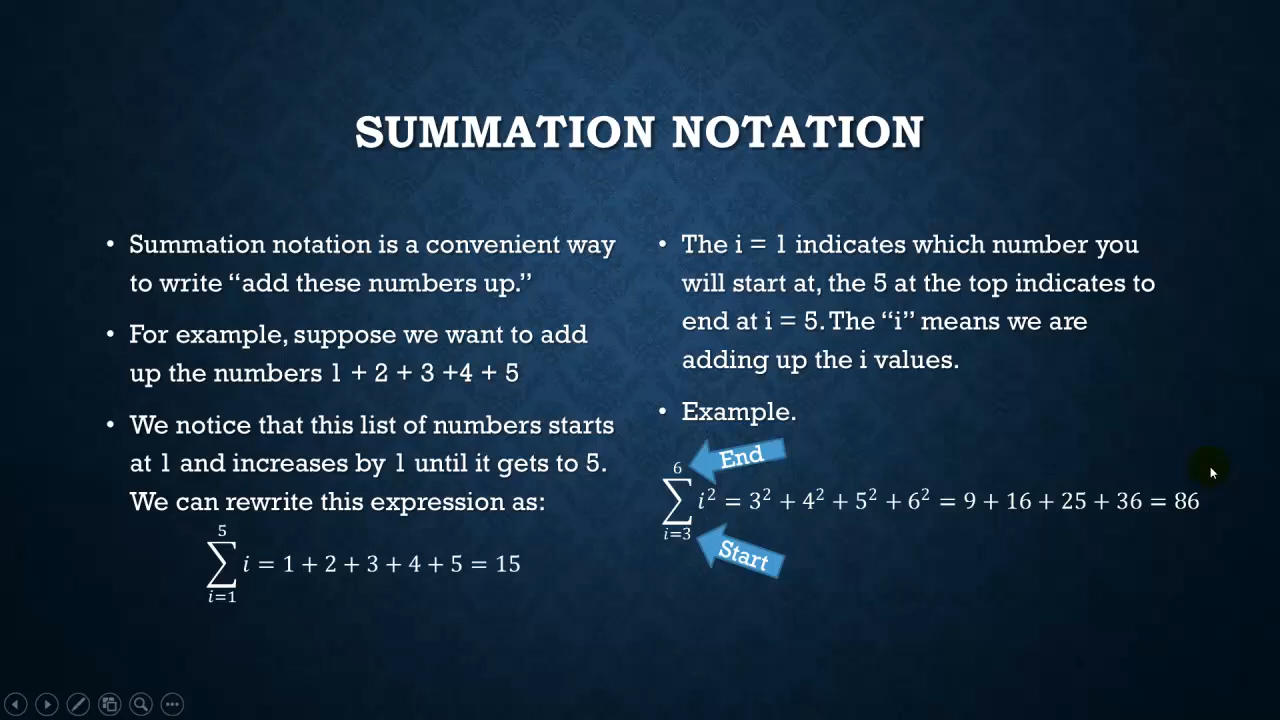 SUMMATION NOTATION
• Summation notation is a convenient way
to write “add these numbers up.”
• For example, suppose we want to add
up the numbers 1 + 2 + 3 +4 + 5
• We notice that this list of numbers starts
at 1 and increases by 1 until it gets to 5.
We can rewrite this expression as:
5
∑ i = 1 + 2 + 3 + 4 + 5 = 15
i=1
• The i = 1 indicates which number you
will start at, the 5 at the top indicates to
end at i = 5. The “i” means we are
adding up the i values.
• Example.
End
6
∑ i² = 3² + 4² + 5² + 6² = 9 + 16 + 25 + 36 = 86
i=3
Start